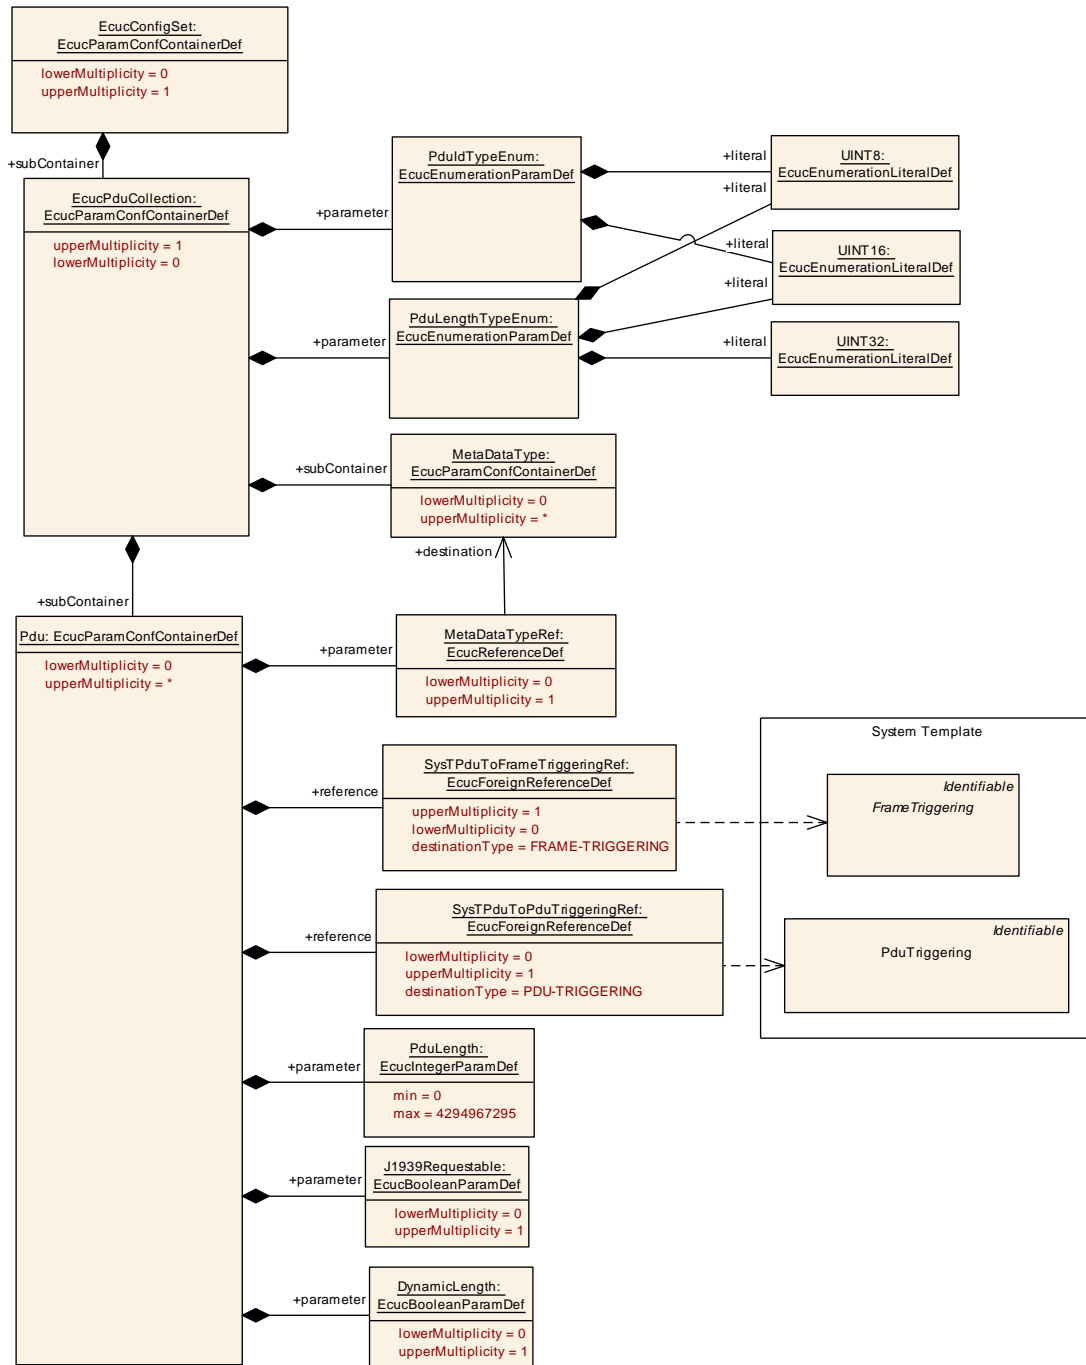 EcucConfigSet:
EcucParamConfContainerDef
lowerMultiplicity = 0
upperMultiplicity = 1
+subContainer
EcucPduCollection:
EcucParamConfContainerDef
upperMultiplicity = 1
lowerMultiplicity = 0
+parameter
PduIdTypeEnum:
EcucEnumerationParamDef
+literal
+literal
UINT8:
EcucEnumerationLiteralDef
+literal
+literal
UINT16:
EcucEnumerationLiteralDef
+parameter
PduLengthTypeEnum:
EcucEnumerationParamDef
+literal
UINT32:
EcucEnumerationLiteralDef
+subContainer
MetaDataType:
EcucParamConfContainerDef
lowerMultiplicity = 0
upperMultiplicity = *
+destination
+subContainer
Pdu: EcucParamConfContainerDef
lowerMultiplicity = 0
upperMultiplicity = *
+parameter
MetaDataTypeRef:
EcucReferenceDef
lowerMultiplicity = 0
upperMultiplicity = 1
System Template
+reference
SysTPduToFrameTriggeringRef:
EcucForeignReferenceDef
upperMultiplicity = 1
lowerMultiplicity = 0
destinationType = FRAME-TRIGGERING
Identifiable
FrameTriggering
+reference
SysTPduToPduTriggeringRef:
EcucForeignReferenceDef
lowerMultiplicity = 0
upperMultiplicity = 1
destinationType = PDU-TRIGGERING
Identifiable
PduTriggering
+parameter
PduLength:
EcucIntegerParamDef
min = 0
max = 4294967295
+parameter
J1939Requestable:
EcucBooleanParamDef
lowerMultiplicity = 0
upperMultiplicity = 1
+parameter
DynamicLength:
EcucBooleanParamDef
lowerMultiplicity = 0
upperMultiplicity = 1